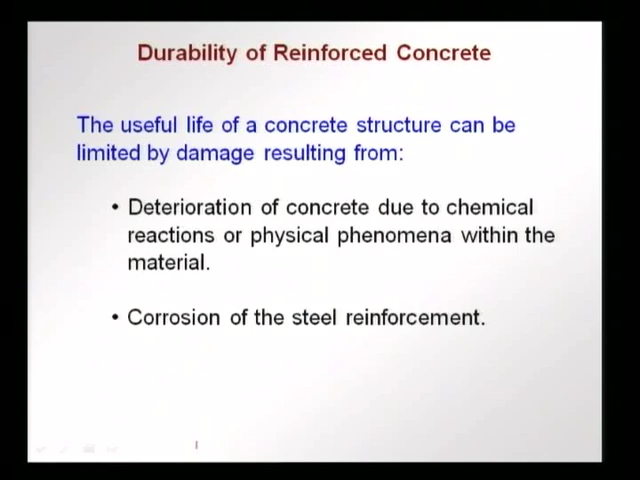 Durability of Reinforced Concrete
The useful life of a concrete structure can be
limited by damage resulting from:
• Deterioration of concrete due to chemical
reactions or physical phenomena within the
material.
• Corrosion of the steel reinforcement.